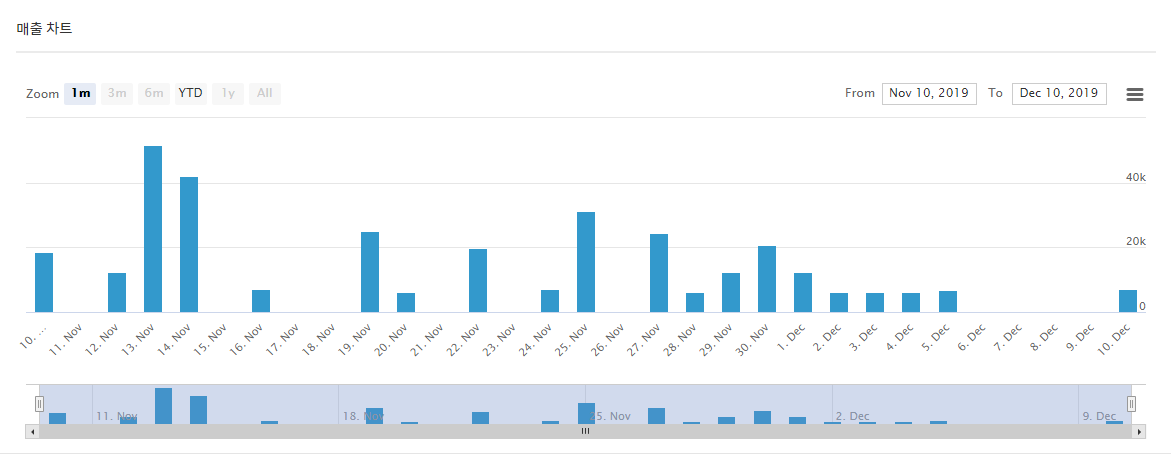 매출 차트
Zoom 1m 3m 6m YTD 1y All From Nov 10, 2019 To Dec 10, 2019
40k
20k
0
10. ... 11. Nov 12. Nov 13. Nov 14. Nov 15. Nov 16. Nov 17. Nov 18. Nov 19. Nov 20. Nov 21. Nov 22. Nov 23. Nov 24. Nov 25. Nov 26. Nov 27. Nov 28. Nov 29. Nov 30. Nov 1. Dec 2. Dec 3. Dec 4. Dec 5. Dec 6. Dec 7. Dec 8. Dec 9. Dec 10. Dec
11. Nov 18. Nov 25. Nov 2. Dec 9. Dec